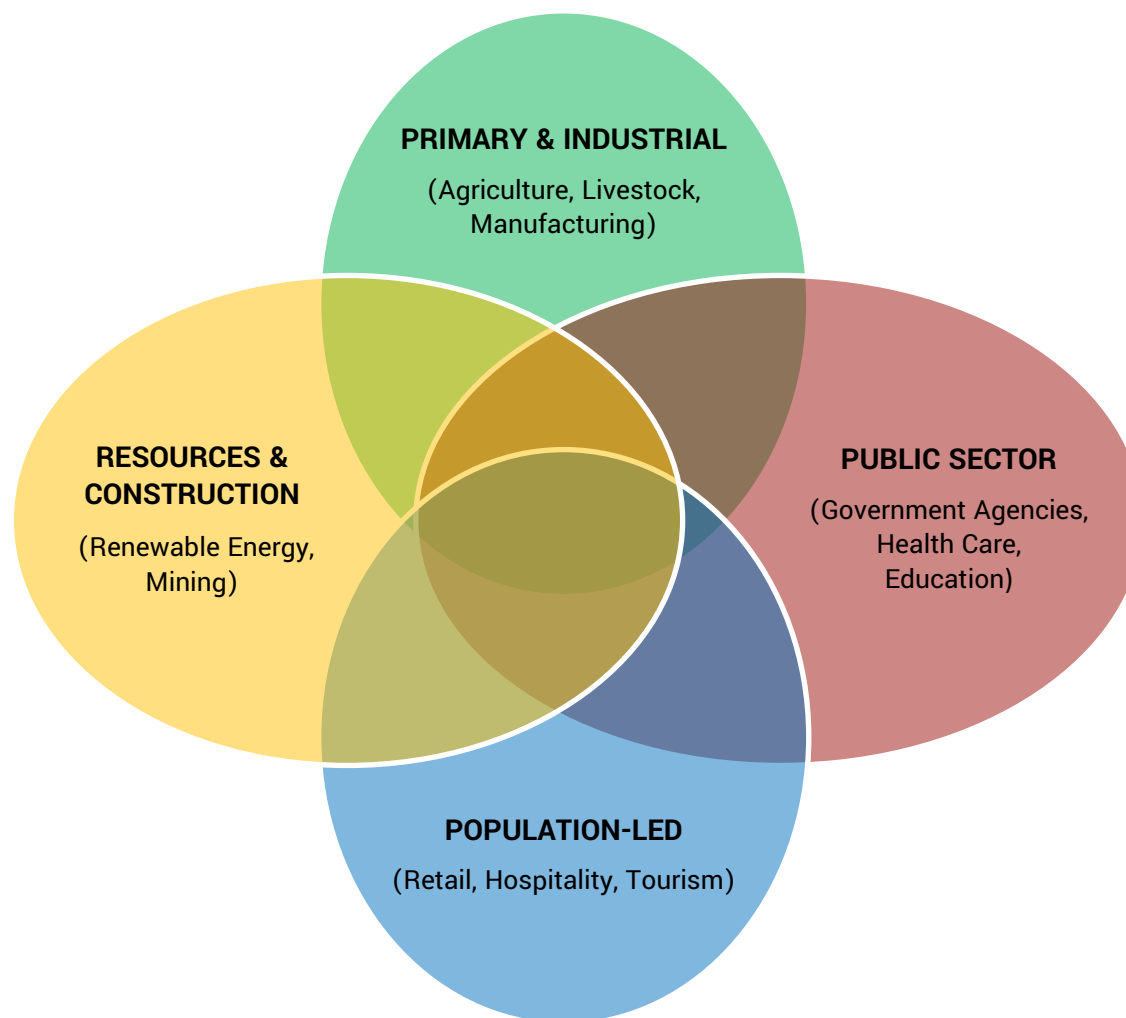 PRIMARY & INDUSTRIAL
(Agriculture, Livestock,
Manufacturing)
RESOURCES &
CONSTRUCTION
(Renewable Energy,
Mining)
PUBLIC SECTOR
(Government Agencies,
Health Care,
Education)
POPULATION-LED
(Retail, Hospitality, Tourism)